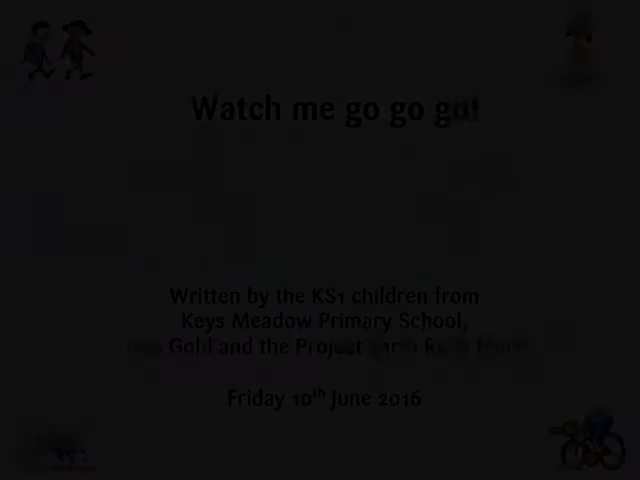 Watch me go go go!
Written by the KS1 children from
Keys Meadow Primary School,
Gold and the Project
Friday 10th June 2016